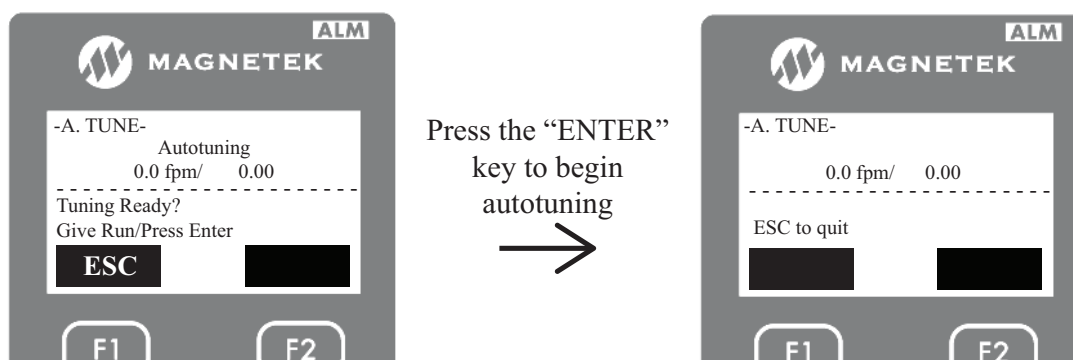 ALM
MAGNETEK
-A. TUNE-
Autotuning
0.0 fpm/ 0.00
Tuning Ready?
Give Run/Press Enter
ESC
F1
F2
Press the “ENTER”
key to begin
autotuning
ALM
MAGNETEK
-A. TUNE-
0.0 fpm/ 0.00
ESC to quit
F1
F2